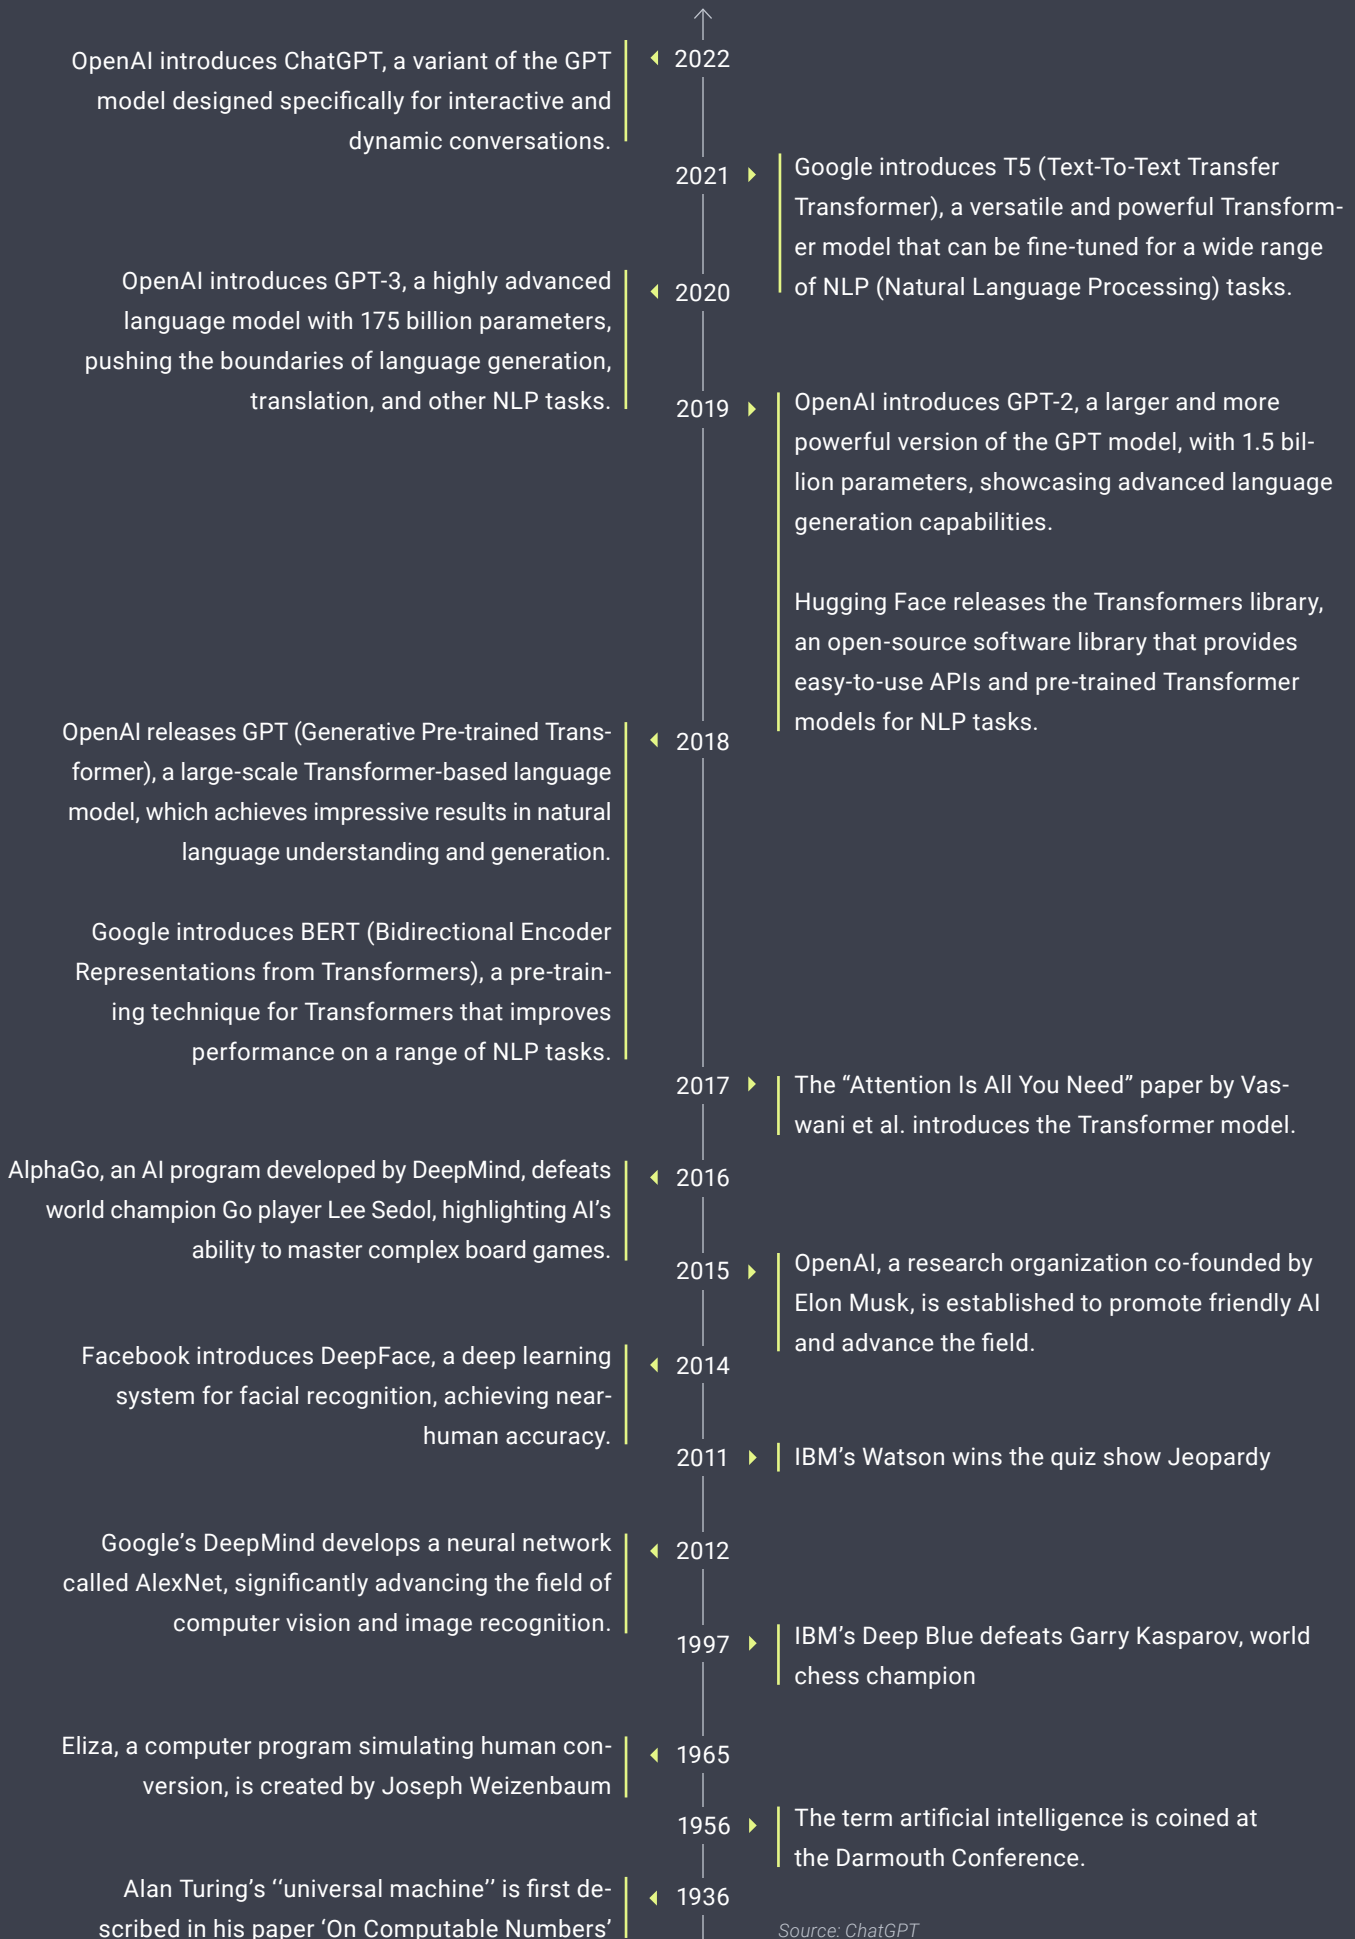 2022
OpenAI introduces ChatGPT, a variant of the GPT
model designed specifically for interactive and
dynamic conversations.
2021
Google introduces T5 (Text-To-Text Transfer
Transformer), a versatile and powerful Transform-
er model that can be fine-tuned for a wide range
of NLP (Natural Language Processing) tasks.
2020
OpenAI introduces GPT-3, a highly advanced
language model with 175 billion parameters,
pushing the boundaries of language generation,
translation, and other NLP tasks.
2019
OpenAI introduces GPT-2, a larger and more
powerful version of the GPT model, with 1.5 bil-
lion parameters, showcasing advanced language
generation capabilities.
Hugging Face releases the Transformers library,
an open-source software library that provides
easy-to-use APIs and pre-trained Transformer
models for NLP tasks.
2018
OpenAI releases GPT (Generative Pre-trained Trans-
former), a large-scale Transformer-based language
model, which achieves impressive results in natural
language understanding and generation.
Google introduces BERT (Bidirectional Encoder
Representations from Transformers), a pre-train-
ing technique for Transformers that improves
performance on a range of NLP tasks.
2017
The “Attention Is All You Need” paper by Vas-
wani et al. introduces the Transformer model.
2016
AlphaGo, an AI program developed by DeepMind, defeats
world champion Go player Lee Sedol, highlighting AI’s
ability to master complex board games.
2015
OpenAI, a research organization co-founded by
Elon Musk, is established to promote friendly AI
and advance the field.
2014
Facebook introduces DeepFace, a deep learning
system for facial recognition, achieving near-
human accuracy.
2011
IBM’s Watson wins the quiz show Jeopardy
2012
Google’s DeepMind develops a neural network
called AlexNet, significantly advancing the field of
computer vision and image recognition.
1997
IBM’s Deep Blue defeats Garry Kasparov, world
chess champion
1965
Eliza, a computer program simulating human con-
version, is created by Joseph Weizenbaum
1956
The term artificial intelligence is coined at
the Darmouth Conference.
1936
Alan Turing’s ‘‘universal machine’’ is first de-
scribed in his paper ‘On Computable Numbers’
Source: ChatGPT